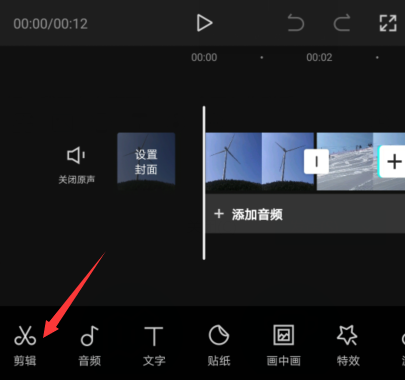 00:00/00:12
00:00
00:02
关闭原声
设置
封面
+ 添加音频
剪辑
音频
文字
贴纸
画中画
特效